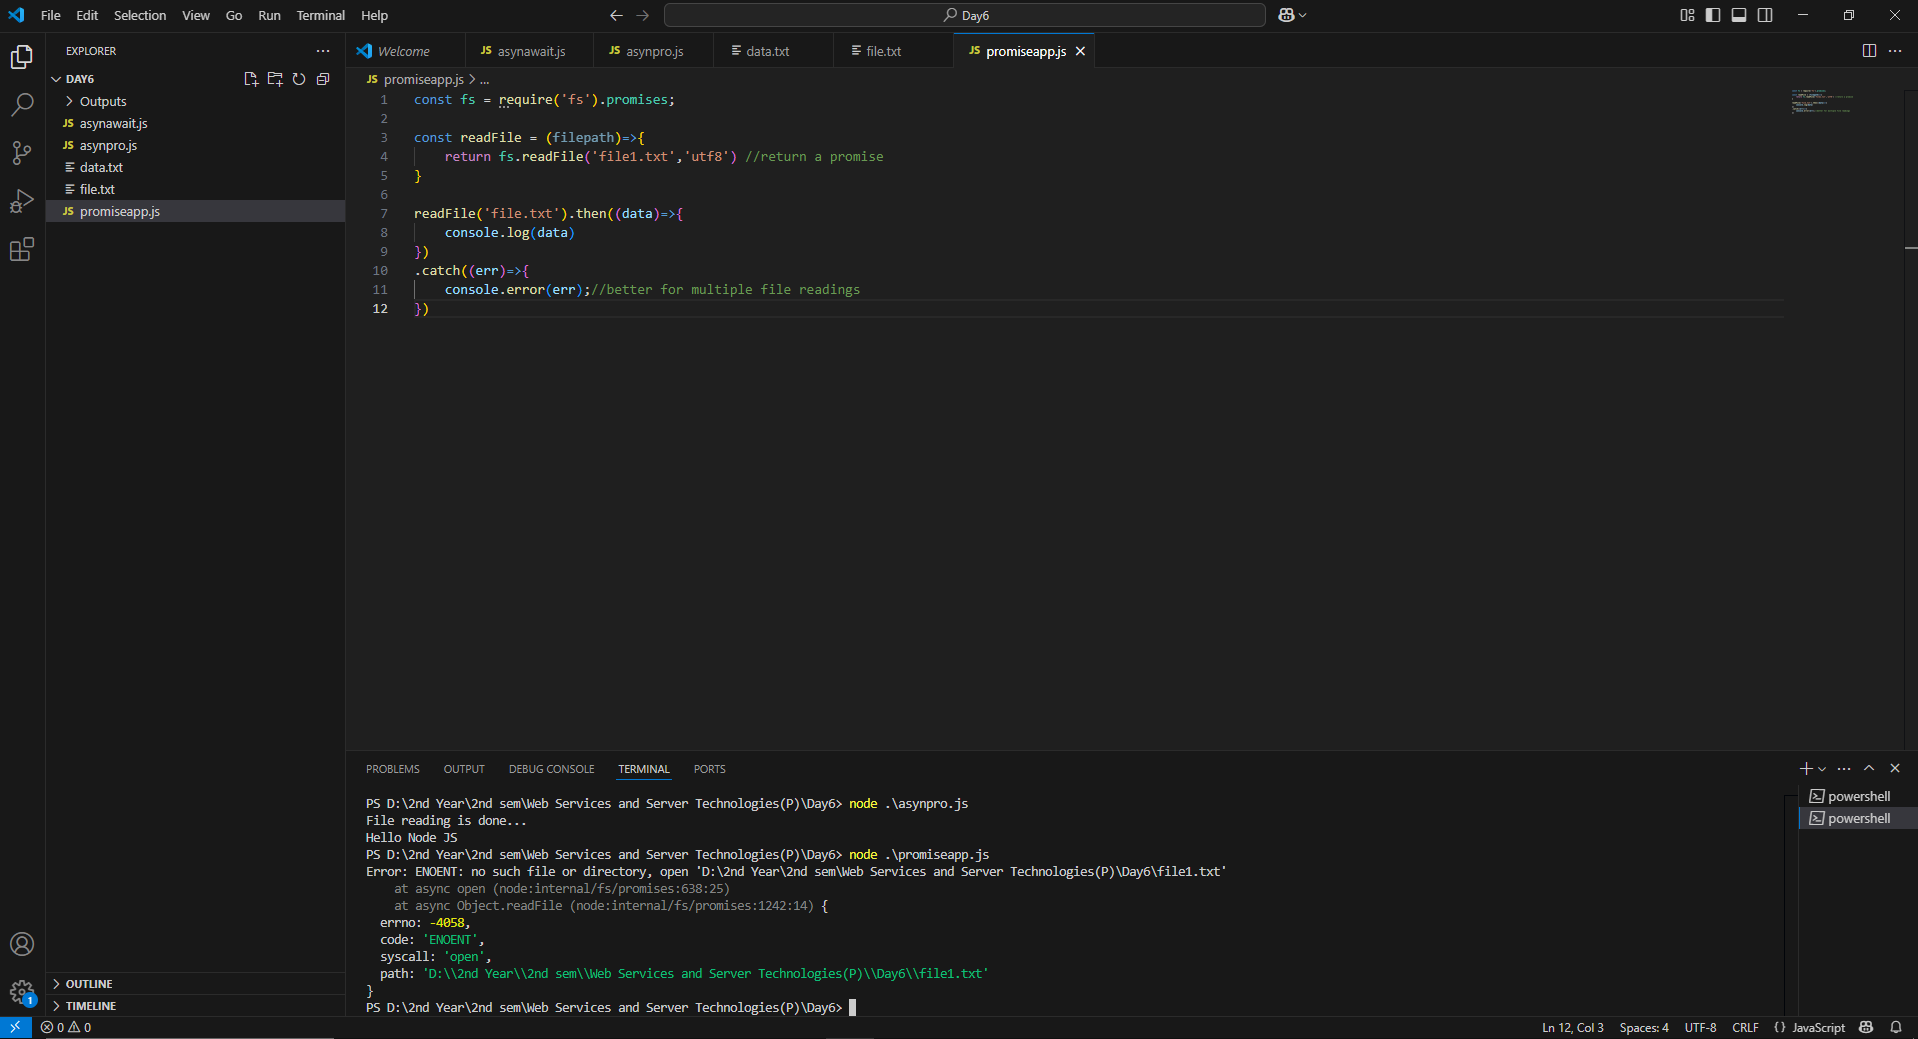 File Edit Selection View Go Run Terminal Help
Day6
EXPLORER
DAY6
Outputs
JS asynawait.js
JS asynpro.js
data.txt
file.txt
JS promiseapp.js
OUTLINE
TIMELINE
Welcome JS asynawait.js JS asynpro.js data.txt file.txt JS promiseapp.js
JS promiseapp.js > ...
1 const fs = require('fs').promises;
2
3 const readFile = (filepath)=>{
4 return fs.readFile('file1.txt','utf8') //return a promise
5 }
6
7 readFile('file.txt').then((data)=>{
8 console.log(data)
9 })
10 .catch((err)=>{
11 console.error(err);//better for multiple file readings
12 })
PROBLEMS OUTPUT DEBUG CONSOLE TERMINAL PORTS
PS D:\2nd Year\2nd sem\Web Services and Server Technologies(P)\Day6> node .\asynpro.js
File reading is done...
Hello Node JS
PS D:\2nd Year\2nd sem\Web Services and Server Technologies(P)\Day6> node .\promiseapp.js
Error: ENOENT: no such file or directory, open 'D:\2nd Year\2nd sem\Web Services and Server Technologies(P)\Day6\file1.txt'
at async open (node:internal/fs/promises:638:25)
at async Object.readFile (node:internal/fs/promises:1242:14) {
errno: -4058,
code: 'ENOENT',
syscall: 'open',
path: 'D:\\2nd Year\\2nd sem\\Web Services and Server Technologies(P)\\Day6\\file1.txt'
}
PS D:\2nd Year\2nd sem\Web Services and Server Technologies(P)\Day6>
powershell
powershell
1
0 0
Ln 12, Col 3 Spaces: 4 UTF-8 CRLF {} JavaScript